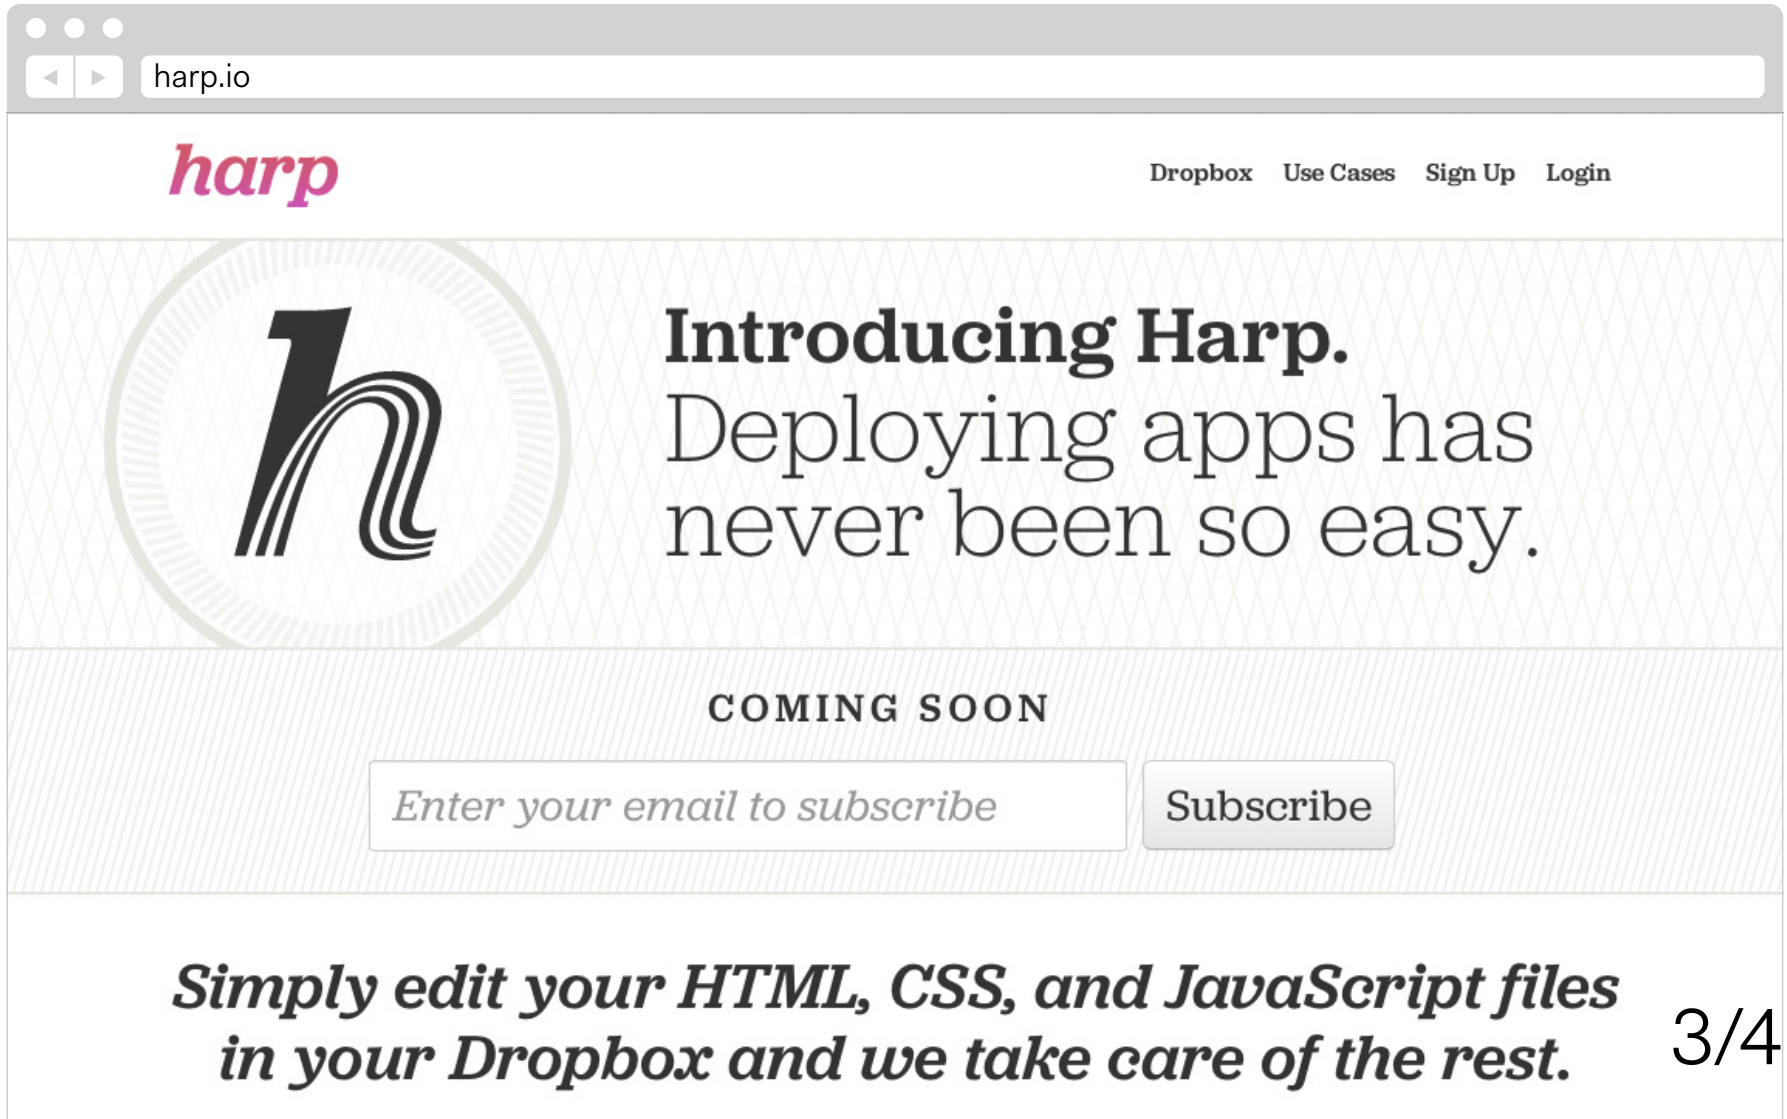 harp.io
harp
Dropbox Use Cases Sign Up Login
h
Introducing Harp.
Deploying apps has
never been so easy.
COMING SOON
Enter your email to subscribe
Subscribe
Simply edit your HTML, CSS, and JavaScript files
in your Dropbox and we take care of the rest.
3/4